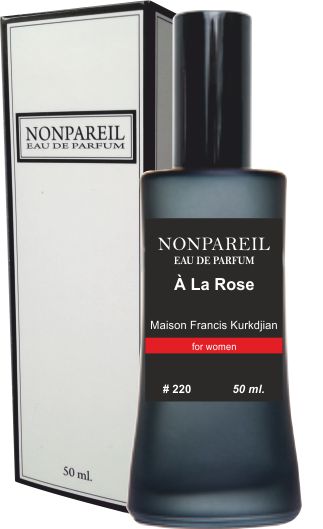 NONPAREIL
EAU DE PARFUM
50 ml.
NONPAREIL
EAU DE PARFUM
À La Rose
Maison Francis Kurkdjian
for women
# 220 50 ml.